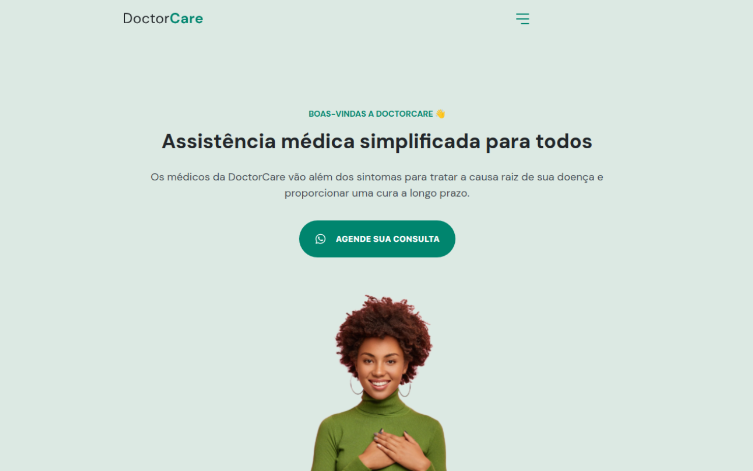 DoctorCare
BOAS-VINDAS A DOCTORCARE 👋
Assistência médica simplificada para todos
Os médicos da DoctorCare vão além dos sintomas para tratar a causa raiz de sua doença e
proporcionar uma cura a longo prazo.
AGENDE SUA CONSULTA